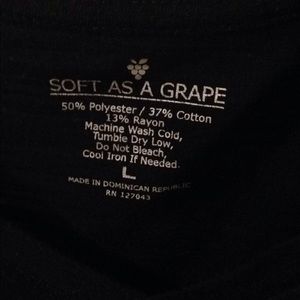 SOFT AS A GRAPE
50% Polyester / 37% Cotton
13% Rayon
Machine Wash Cold,
Tumble Dry Low,
Do Not Bleach,
Cool Iron If Needed.
L
MADE IN DOMINICAN REPUBLIC
RN 127043